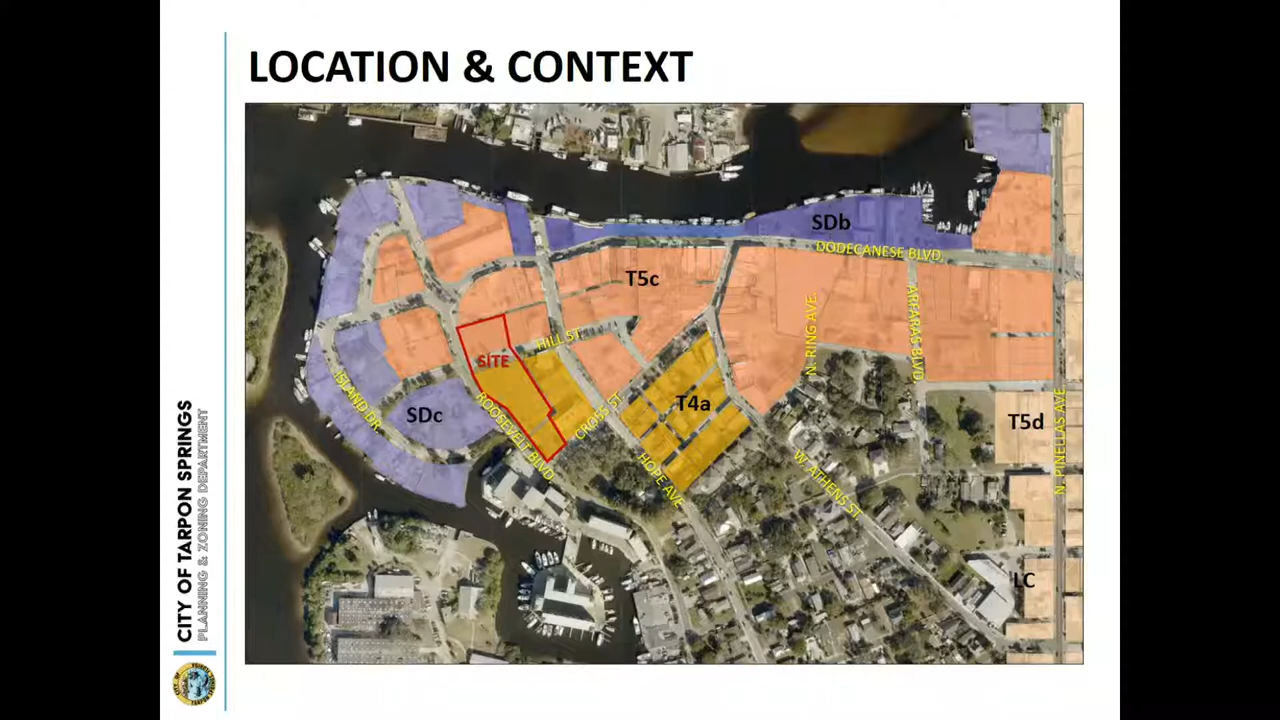 LOCATION & CONTEXT
SDb
DODECANESE BLVD.
T5c
N. RING AVE.
ARFARAS BLVD.
HILL ST.
SITE
ISLAND DR.
SDc
ROOSEVELT BLVD.
CROSS ST.
T4a
HOPE AVE.
W. ATHENS ST.
T5d
N. PINELLAS AVE.
LC
CITY OF TARPON SPRINGS
PLANNING & ZONING DEPARTMENT